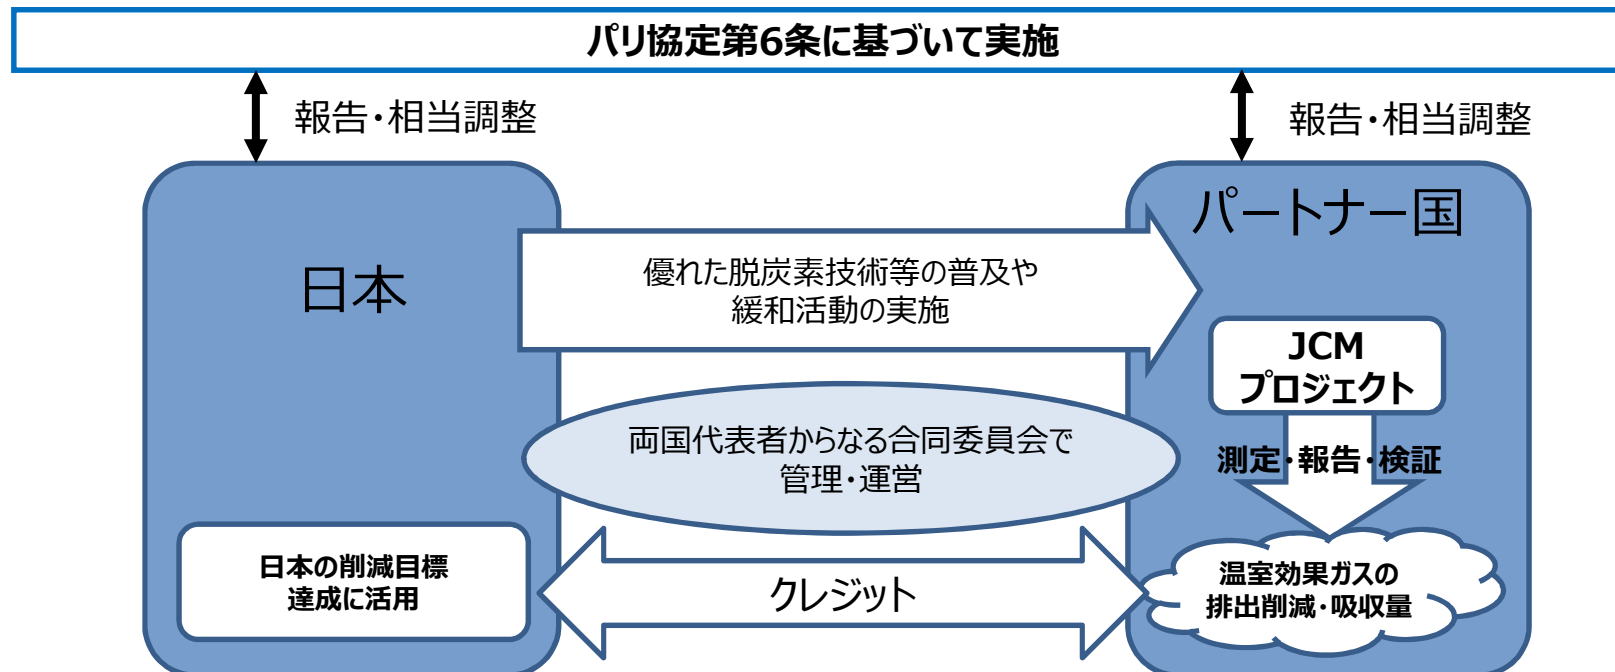 パリ協定第6条に基づいて実施
報告・相当調整
報告・相当調整
日本
パートナー国
優れた脱炭素技術等の普及や
緩和活動の実施
JCM
プロジェクト
両国代表者からなる合同委員会で
管理・運営
測定・報告・検証
日本の削減目標
達成に活用
クレジット
温室効果ガスの
排出削減・吸収量